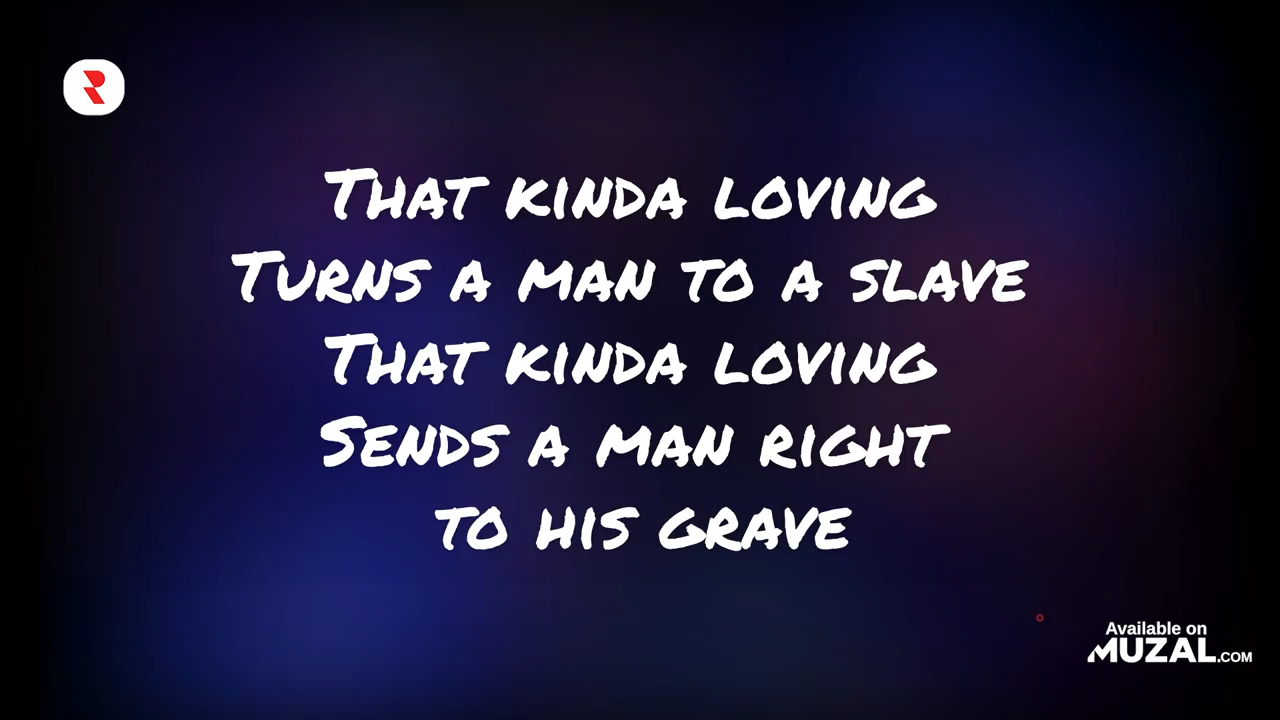 That kinda loving
Turns a man to a slave
That kinda loving
Sends a man right
to his grave
Available on
MUZAL.COM